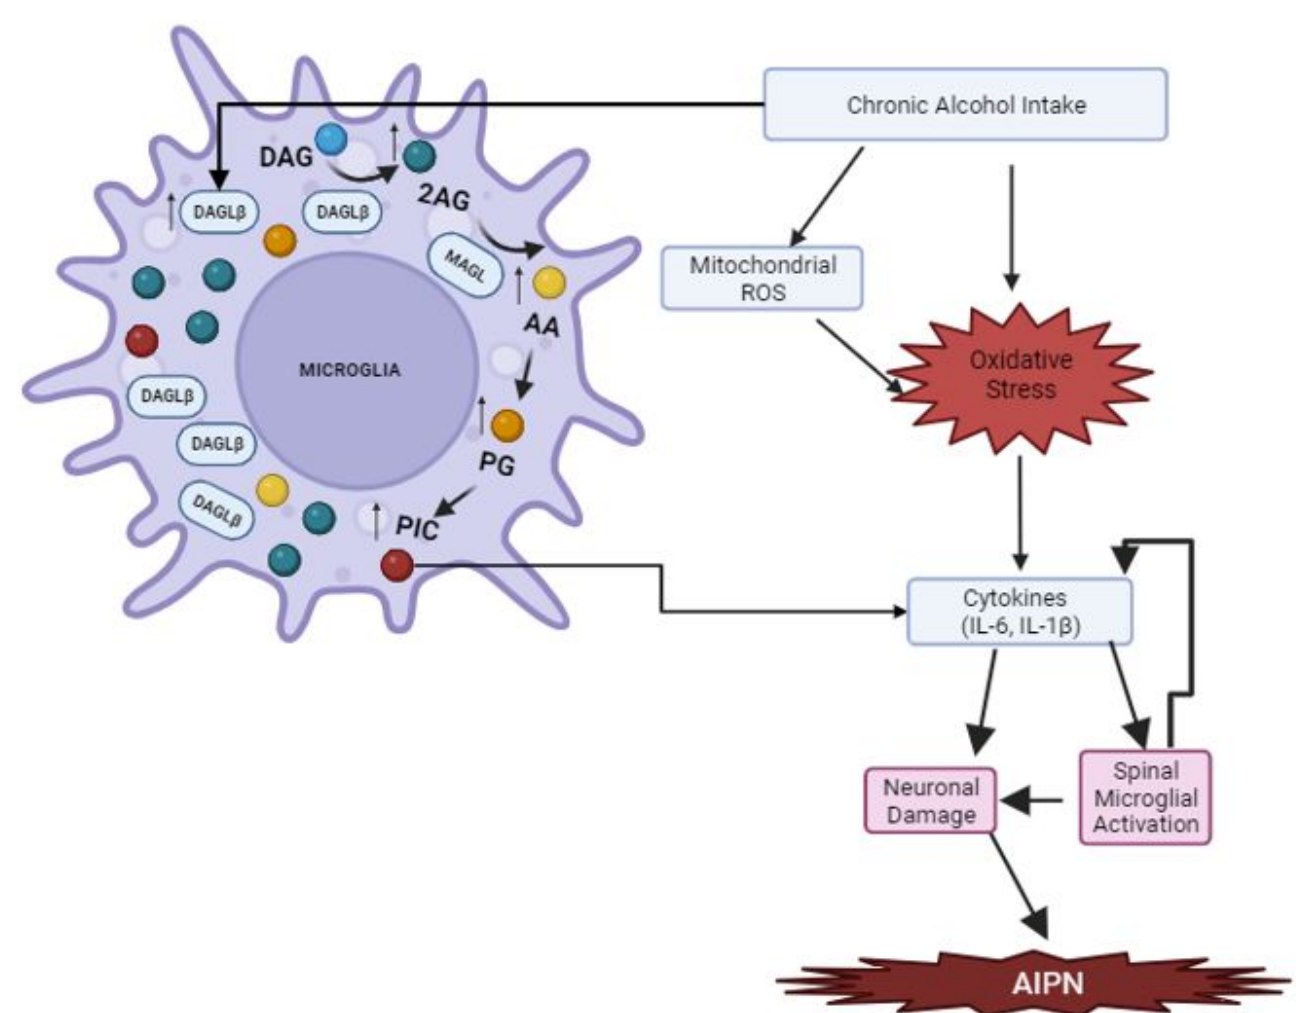 Chronic Alcohol Intake
DAG
2AG
DAGLβ
DAGLβ
MAGL
Mitochondrial
ROS
AA
Oxidative
Stress
MICROGLIA
DAGLβ
DAGLβ
PG
DAGLβ
PIC
Cytokines
(IL-6, IL-1β)
Neuronal
Damage
Spinal
Microglial
Activation
AIPN